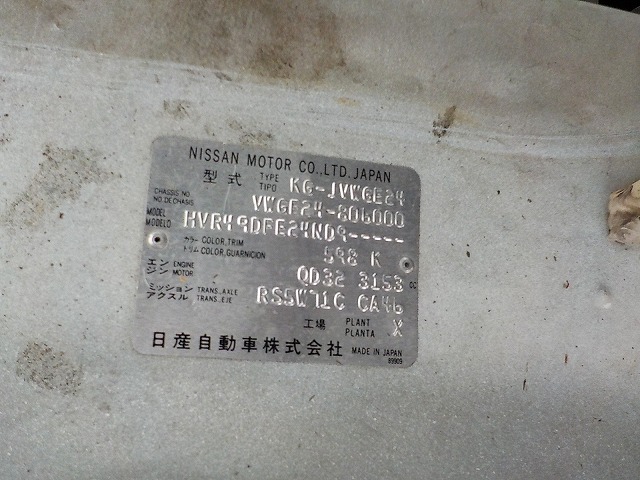 NISSAN MOTOR CO.,LTD.JAPAN
型式 TYPE TIPO KG-JVWGE24
CHASSIS NO. NO.DECHASIS VWGE24-806000
MODEL MODELO HVR49DFE24ND9-----
カラー COLOR,TRIM トリム COLOR,GUARNICION 598 K
エンジン ENGINE MOTOR QD32 3153 CC
ミッション TRANS.,AXLE アクスル TRANS.,EJE RS5W71C CA46
工場 PLANT PLANTA X
日産自動車株式会社 MADE IN JAPAN
89909